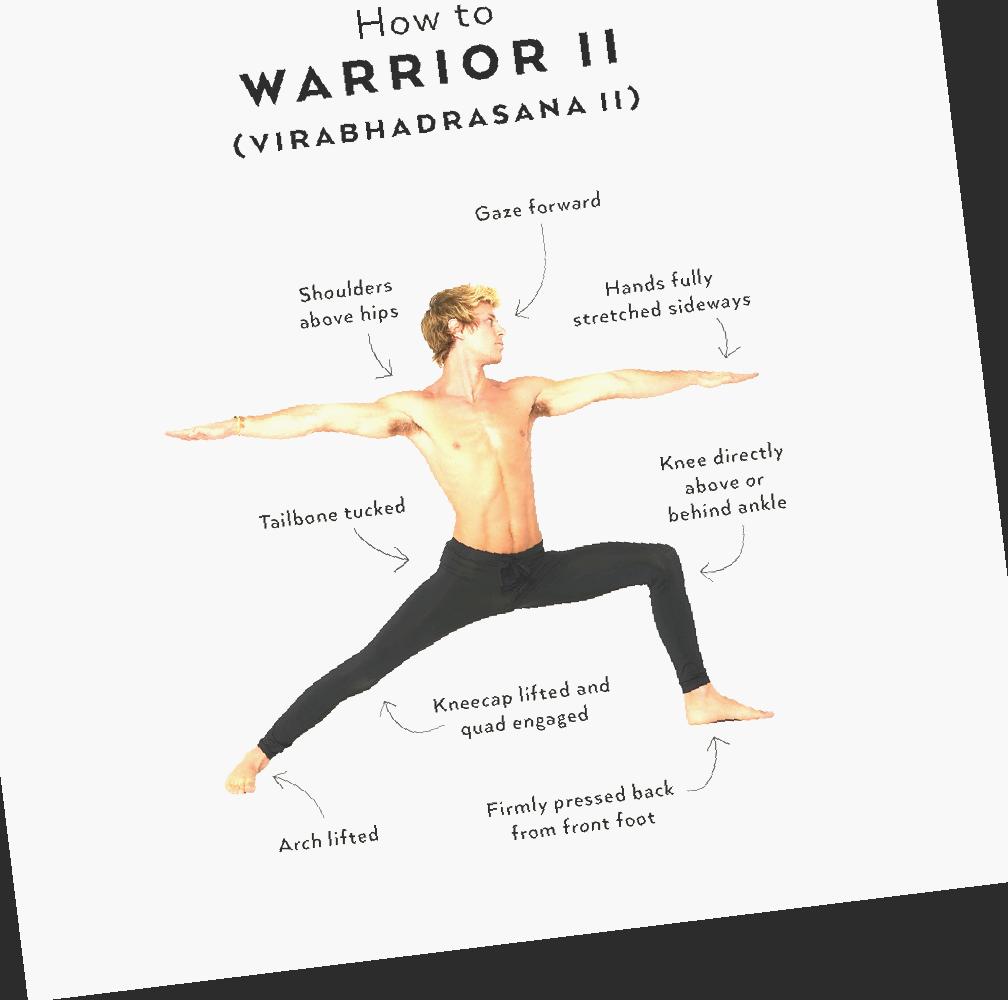 How to
WARRIOR II
(VIRABHADRASANA II)
Gaze forward
Shoulders
above hips
Hands fully
stretched sideways
Knee directly
above or
behind ankle
Tailbone tucked
Kneecap lifted and
quad engaged
Firmly pressed back
from front foot
Arch lifted